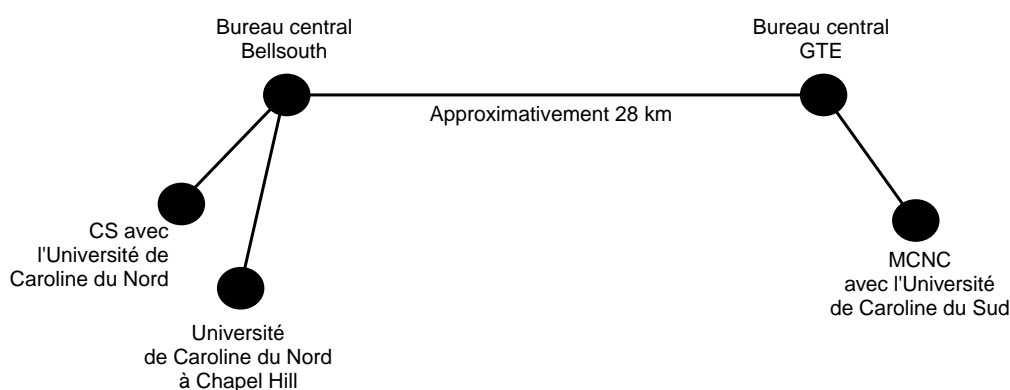 Bureau central
Bellsouth
Bureau central
GTE
Approximativement 28 km
CS avec
l'Université de
Caroline du Nord
Université
de Caroline du Nord
à Chapel Hill
MCNC
avec l'Université
de Caroline du Sud